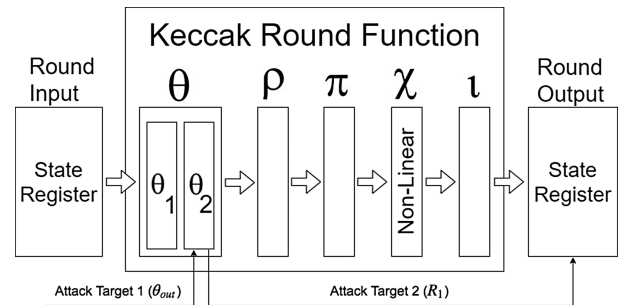 Keccak Round Function
Round
Input
θ
ρ
π
χ
ι
Round
Output
State
Register
θ1
θ2
Non-Linear
State
Register
Attack Target 1 (θout)
Attack Target 2 (R1)